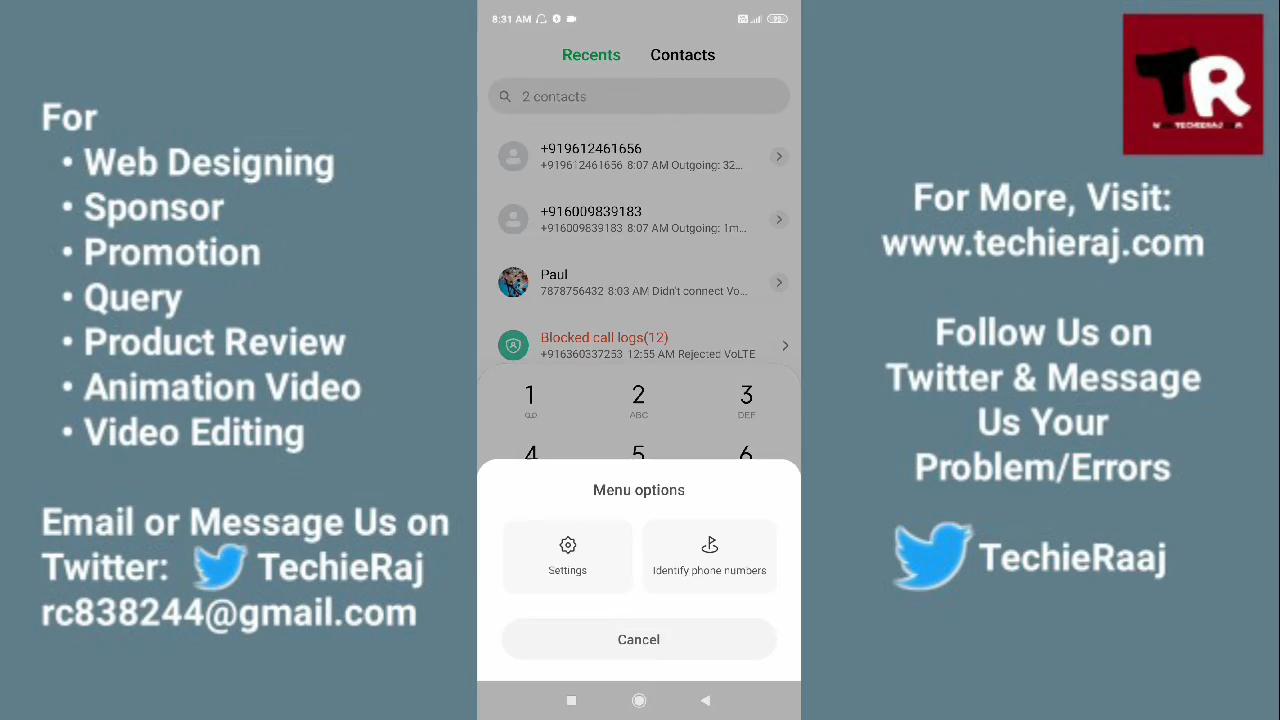 For
• Web Designing
• Sponsor
• Promotion
• Query
• Product Review
• Animation Video
• Video Editing
Email or Message Us on
Twitter: TechieRaj
rc838244@gmail.com
8:31 AM
Recents Contacts
2 contacts
+919612461656
+919612461656 8:07 AM Outgoing: 32...
+916009839183
+916009839183 8:07 AM Outgoing: 1m...
Paul
7878756432 8:03 AM Didn't connect Vo...
Blocked call logs(12)
+916360337253 12:55 AM Rejected VoLTE
1 2 3
ABC DEF
4 5 6
Menu options
Settings Identify phone numbers
Cancel
TR
For More, Visit:
www.techieraj.com
Follow Us on
Twitter & Message
Us Your
Problem/Errors
TechieRaaj